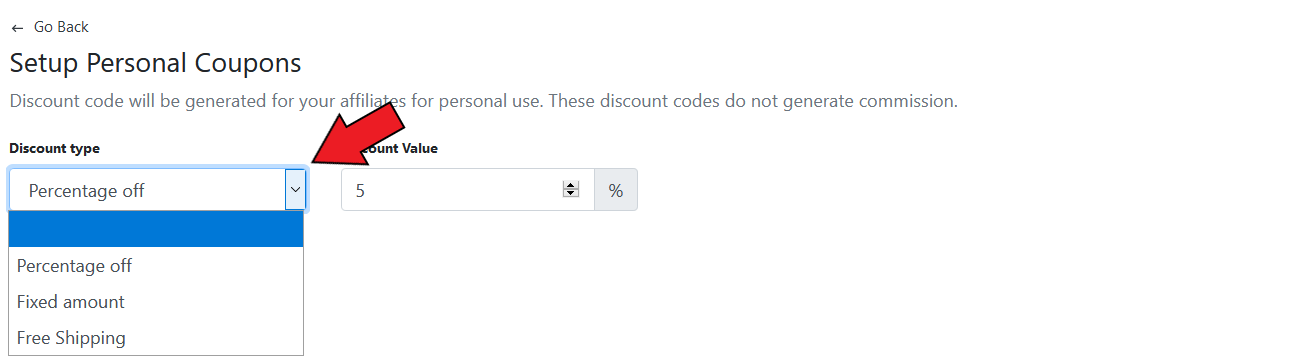 ← Go Back
Setup Personal Coupons
Discount code will be generated for your affiliates for personal use. These discount codes do not generate commission.
Discount type ount Value
Percentage off 5 %
Percentage off
Fixed amount
Free Shipping